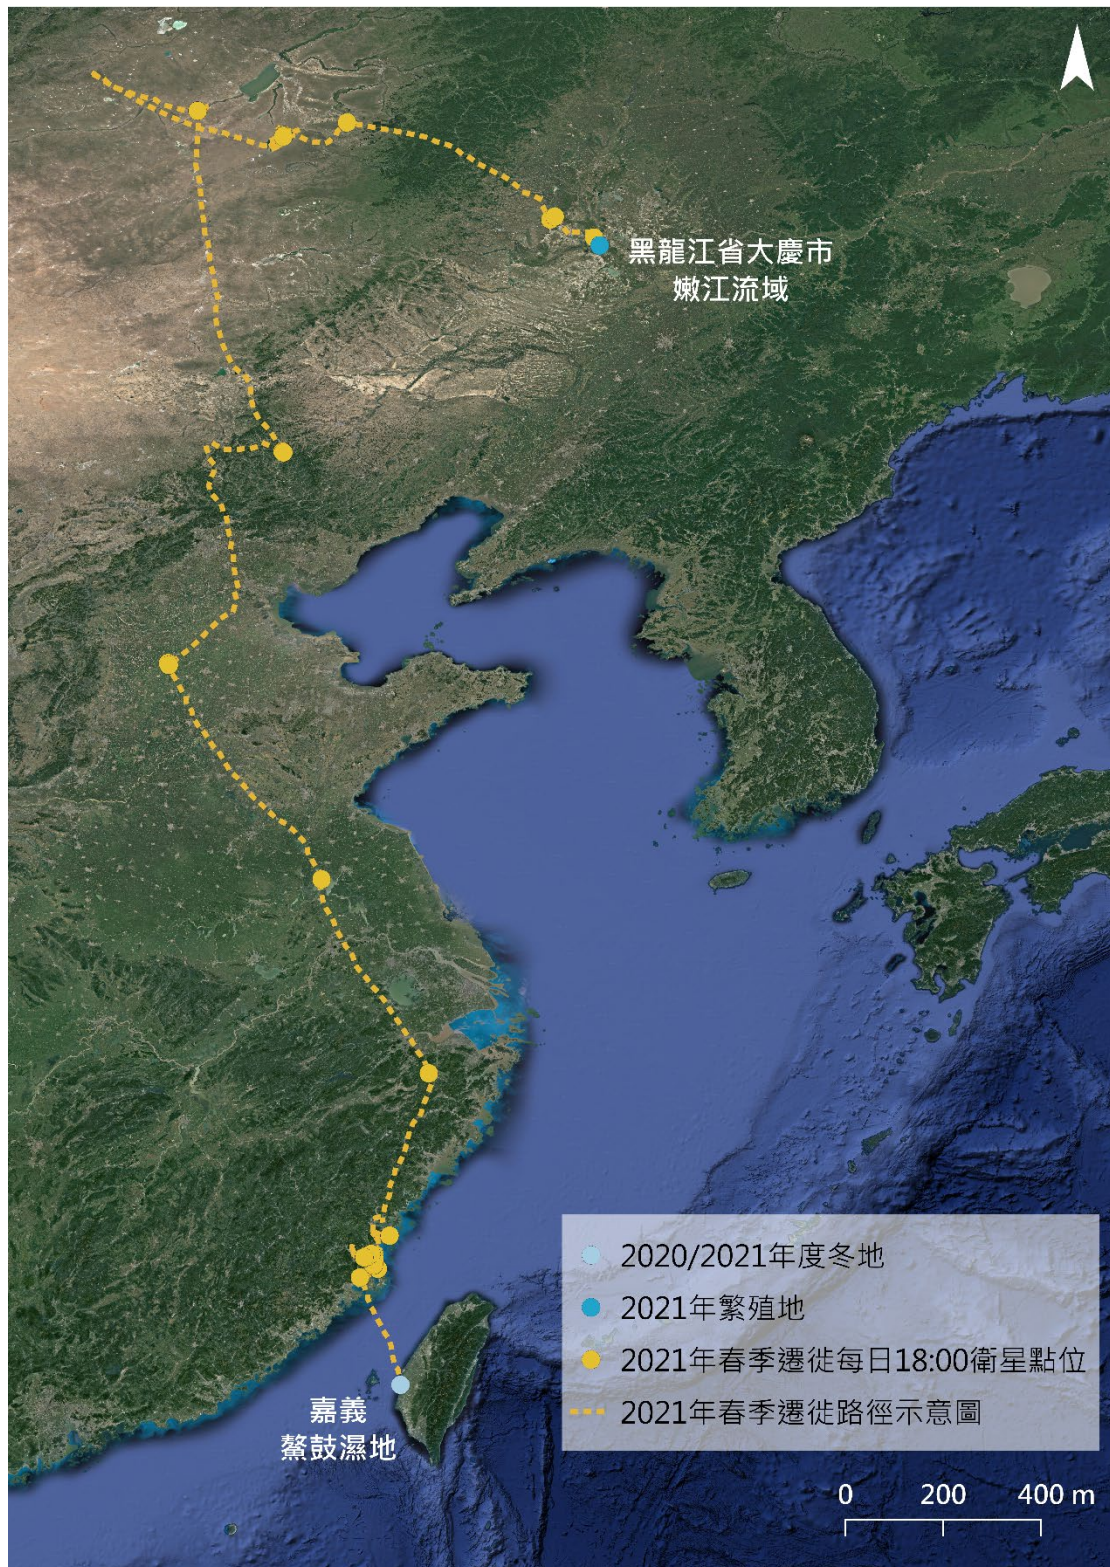 黑龍江省大慶市
嫩江流域
嘉義
鰲鼓濕地
2020/2021年度冬地
2021年繁殖地
2021年春季遷徙每日18:00衛星點位
2021年春季遷徙路徑示意圖
0 200 400 m